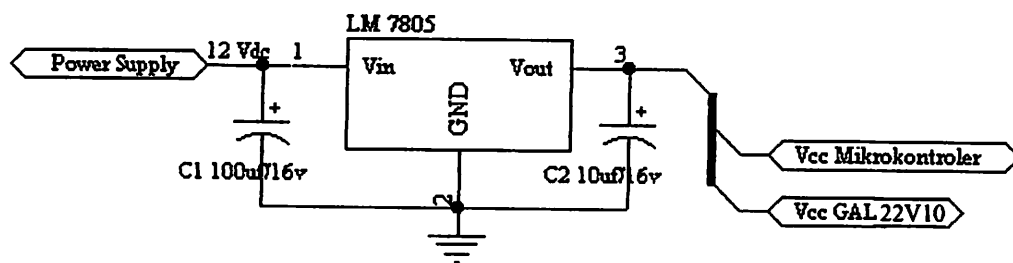 LM 7805
Power Supply
12 Vdc
1
Vin
Vout
3
GND
+
+
C1 100uf/16v
C2 10uf/16v
2
Vcc Mikrokontroler
Vcc GAL 22V10